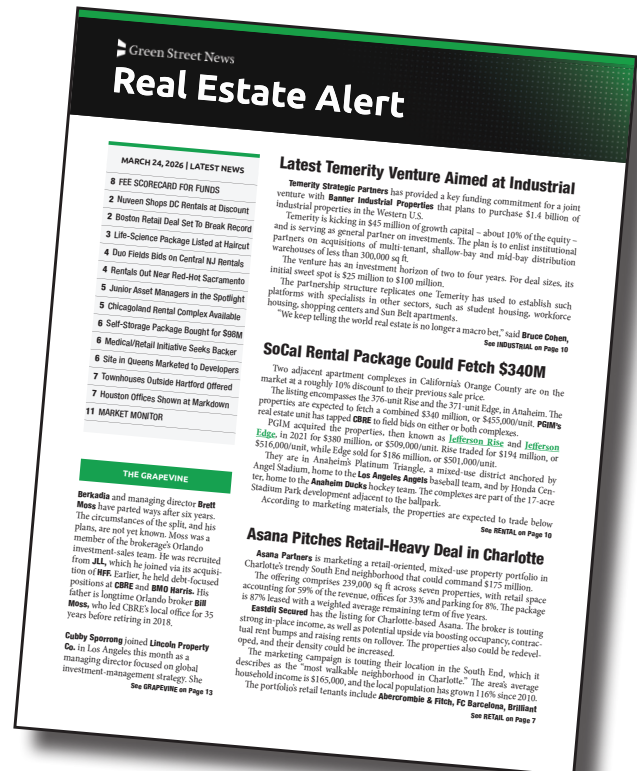 Green Street News
Real Estate Alert
MARCH 24, 2026 | LATEST NEWS
8 FEE SCORECARD FOR FUNDS
2 Nuveen Shops DC Rentals at Discount
2 Boston Retail Deal Set To Break Record
3 Life-Science Package Listed at Haircut
4 Duo Fields Bids on Central NJ Rentals
4 Rentals Out Near Red-Hot Sacramento
5 Junior Asset Managers in the Spotlight
5 Chicagoland Rental Complex Available
6 Self-Storage Package Bought for $98M
6 Medical/Retail Initiative Seeks Backer
6 Site in Queens Marketed to Developers
7 Townhouses Outside Hartford Offered
7 Houston Offices Shown at Markdown
11 MARKET MONITOR
THE GRAPEVINE
Berkadia and managing director Brett
Moss have parted ways after six years.
The circumstances of the split, and his
plans, are not yet known. Moss was a
member of the brokerage's Orlando
investment-sales team. He was recruited
from JLL, which he joined via its acquisi-
tion of HFF. Earlier, he held debt-focused
positions at CBRE and BMO Harris. His
father is longtime Orlando broker Bill
Moss, who led CBRE's local office for 35
years before retiring in 2018.
Cubby Sporrong joined Lincoln Property
Co. in Los Angeles this month as a
managing director focused on global
investment-management strategy. She
See GRAPEVINE on Page 13
Latest Temerity Venture Aimed at Industrial
Temerity Strategic Partners has provided a key funding commitment for a joint
venture with Banner Industrial Properties that plans to purchase $1.4 billion of
industrial properties in the Western U.S.
Temerity is kicking in $45 million of growth capital – about 10% of the equity –
and is serving as general partner on investments. The plan is to enlist institutional
partners on acquisitions of multi-tenant, shallow-bay and mid-bay distribution
warehouses of less than 300,000 sq ft.
The venture has an investment horizon of two to four years. For deal sizes, its
initial sweet spot is $25 million to $100 million.
The partnership structure replicates one Temerity has used to establish such
platforms with specialists in other sectors, such as student housing, workforce
housing, shopping centers and Sun Belt apartments.
"We keep telling the world real estate is no longer a macro bet," said Bruce Cohen,
See INDUSTRIAL on Page 10
SoCal Rental Package Could Fetch $340M
Two adjacent apartment complexes in California's Orange County are on the
market at a roughly 10% discount to their previous sale price.
The listing encompasses the 376-unit Rise and the 371-unit Edge, in Anaheim. The
properties are expected to fetch a combined $340 million, or $455,000/unit. PGIM's
real estate unit has tapped CBRE to field bids on either or both complexes.
PGIM acquired the properties, then known as Jefferson Rise and Jefferson
Edge, in 2021 for $380 million, or $509,000/unit. Rise traded for $194 million, or
$516,000/unit, while Edge sold for $186 million, or $501,000/unit.
They are in Anaheim's Platinum Triangle, a mixed-use district anchored by
Angel Stadium, home to the Los Angeles Angels baseball team, and by Honda Cen-
ter, home to the Anaheim Ducks hockey team. The complexes are part of the 17-acre
Stadium Park development adjacent to the ballpark.
According to marketing materials, the properties are expected to trade below
See RENTAL on Page 10
Asana Pitches Retail-Heavy Deal in Charlotte
Asana Partners is marketing a retail-oriented, mixed-use property portfolio in
Charlotte's trendy South End neighborhood that could command $175 million.
The offering comprises 239,000 sq ft across seven properties, with retail space
accounting for 59% of the revenue, offices for 33% and parking for 8%. The package
is 87% leased with a weighted average remaining term of five years.
Eastdil Secured has the listing for Charlotte-based Asana. The broker is touting
strong in-place income, as well as potential upside via boosting occupancy, contrac-
tual rent bumps and raising rents on rollover. The properties also could be redevel-
oped, and their density could be increased.
The marketing campaign is touting their location in the South End, which it
describes as the "most walkable neighborhood in Charlotte." The area's average
household income is $165,000, and the local population has grown 116% since 2010.
The portfolio's retail tenants include Abercrombie & Fitch, FC Barcelona, Brilliant
See RETAIL on Page 7